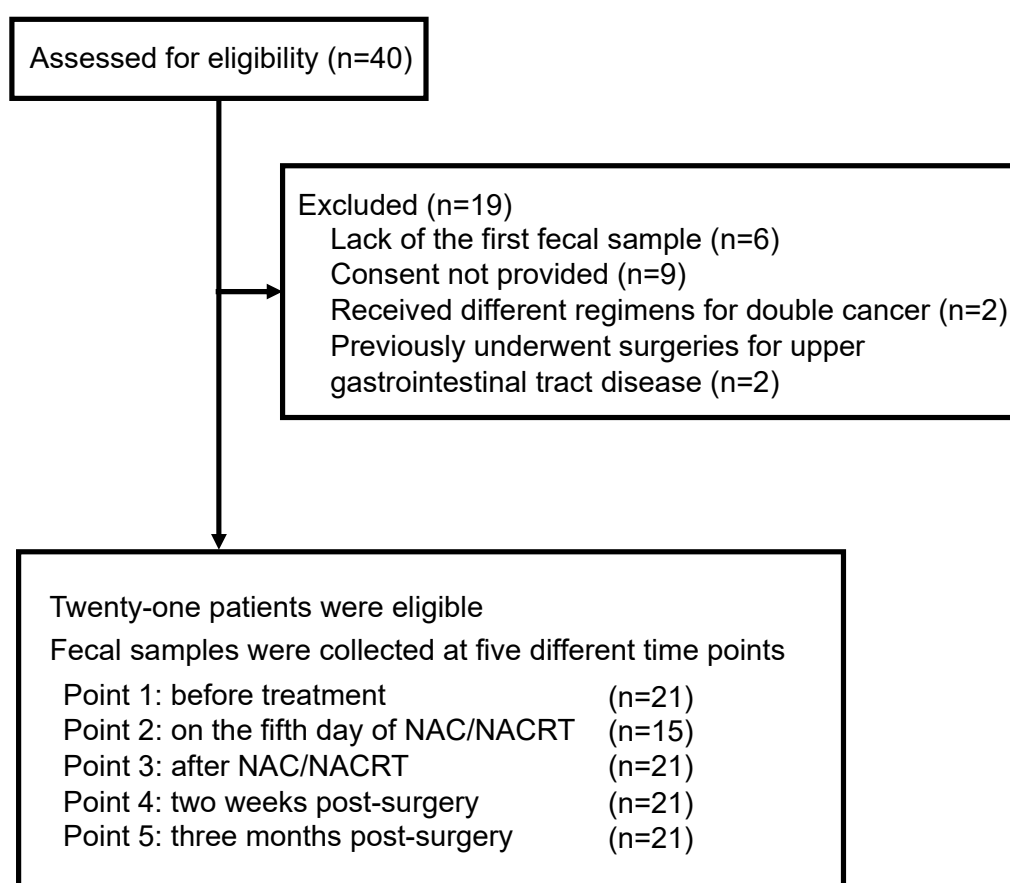 Assessed for eligibility (n=40)
Excluded (n=19)
Lack of the first fecal sample (n=6)
Consent not provided (n=9)
Received different regimens for double cancer (n=2)
Previously underwent surgeries for upper
gastrointestinal tract disease (n=2)
Twenty-one patients were eligible
Fecal samples were collected at five different time points
Point 1: before treatment (n=21)
Point 2: on the fifth day of NAC/NACRT (n=15)
Point 3: after NAC/NACRT (n=21)
Point 4: two weeks post-surgery (n=21)
Point 5: three months post-surgery (n=21)